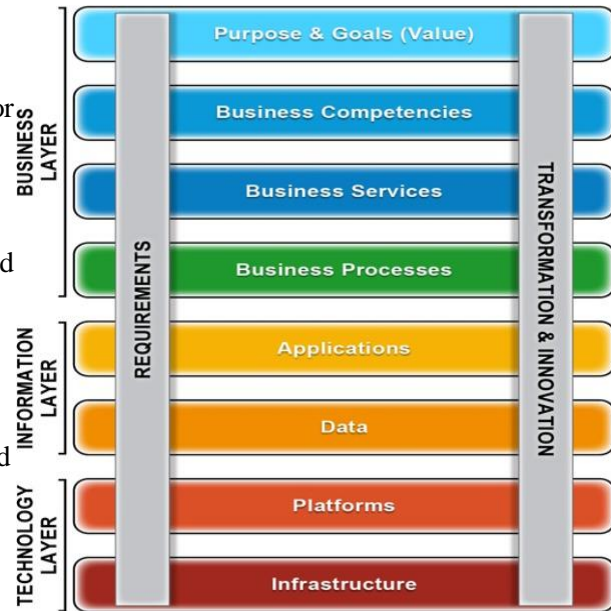 Purpose & Goals (Value)
or
Business Competencies
BUSINESS
LAYER
Business Services
TRANSFORMATION & INNOVATION
REQUIREMENTS
d
Business Processes
Applications
INFORMATION
LAYER
Data
d
Platforms
TECHNOLOGY
LAYER
Infrastructure